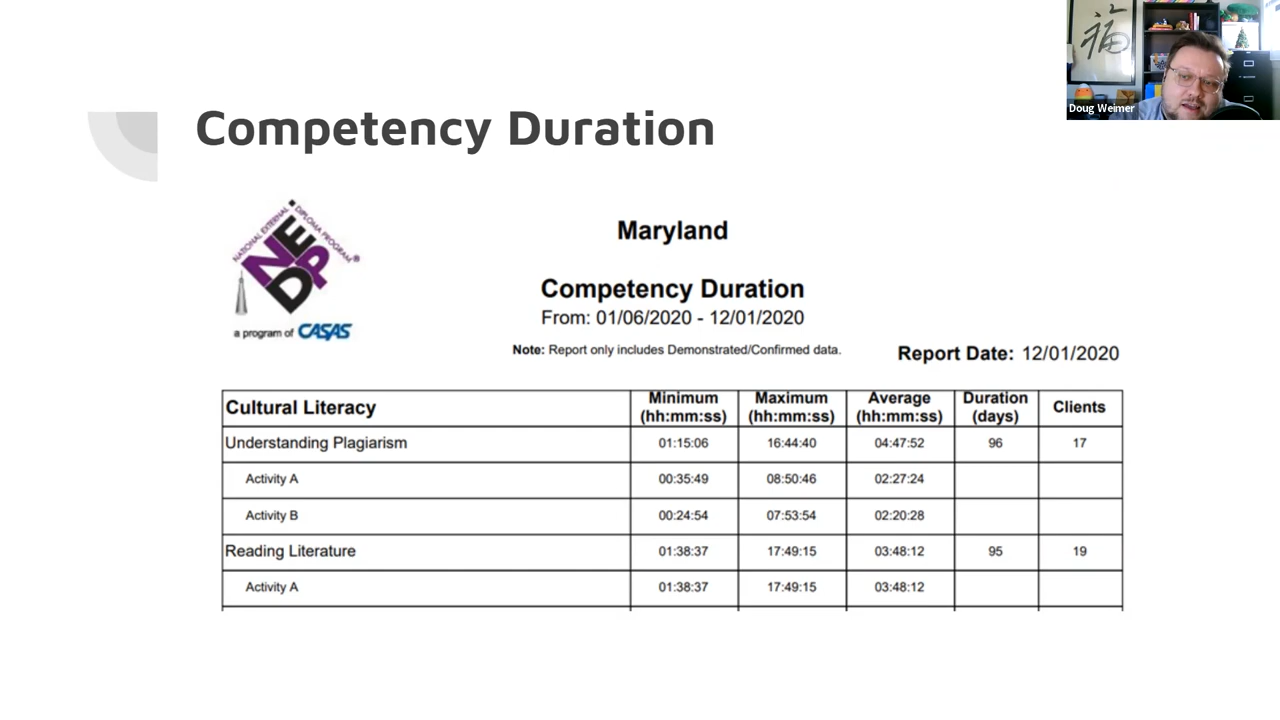 福
Doug Weimer
Competency Duration
NATIONAL EXTERNAL DIPLOMA PROGRAM®
NEDP
a program of CASAS
Maryland
Competency Duration
From: 01/06/2020 - 12/01/2020
Note: Report only includes Demonstrated/Confirmed data.
Report Date: 12/01/2020
Cultural Literacy Minimum (hh:mm:ss) Maximum (hh:mm:ss) Average (hh:mm:ss) Duration (days) Clients
Understanding Plagiarism 01:15:06 16:44:40 04:47:52 96 17
Activity A 00:35:49 08:50:46 02:27:24
Activity B 00:24:54 07:53:54 02:20:28
Reading Literature 01:38:37 17:49:15 03:48:12 95 19
Activity A 01:38:37 17:49:15 03:48:12